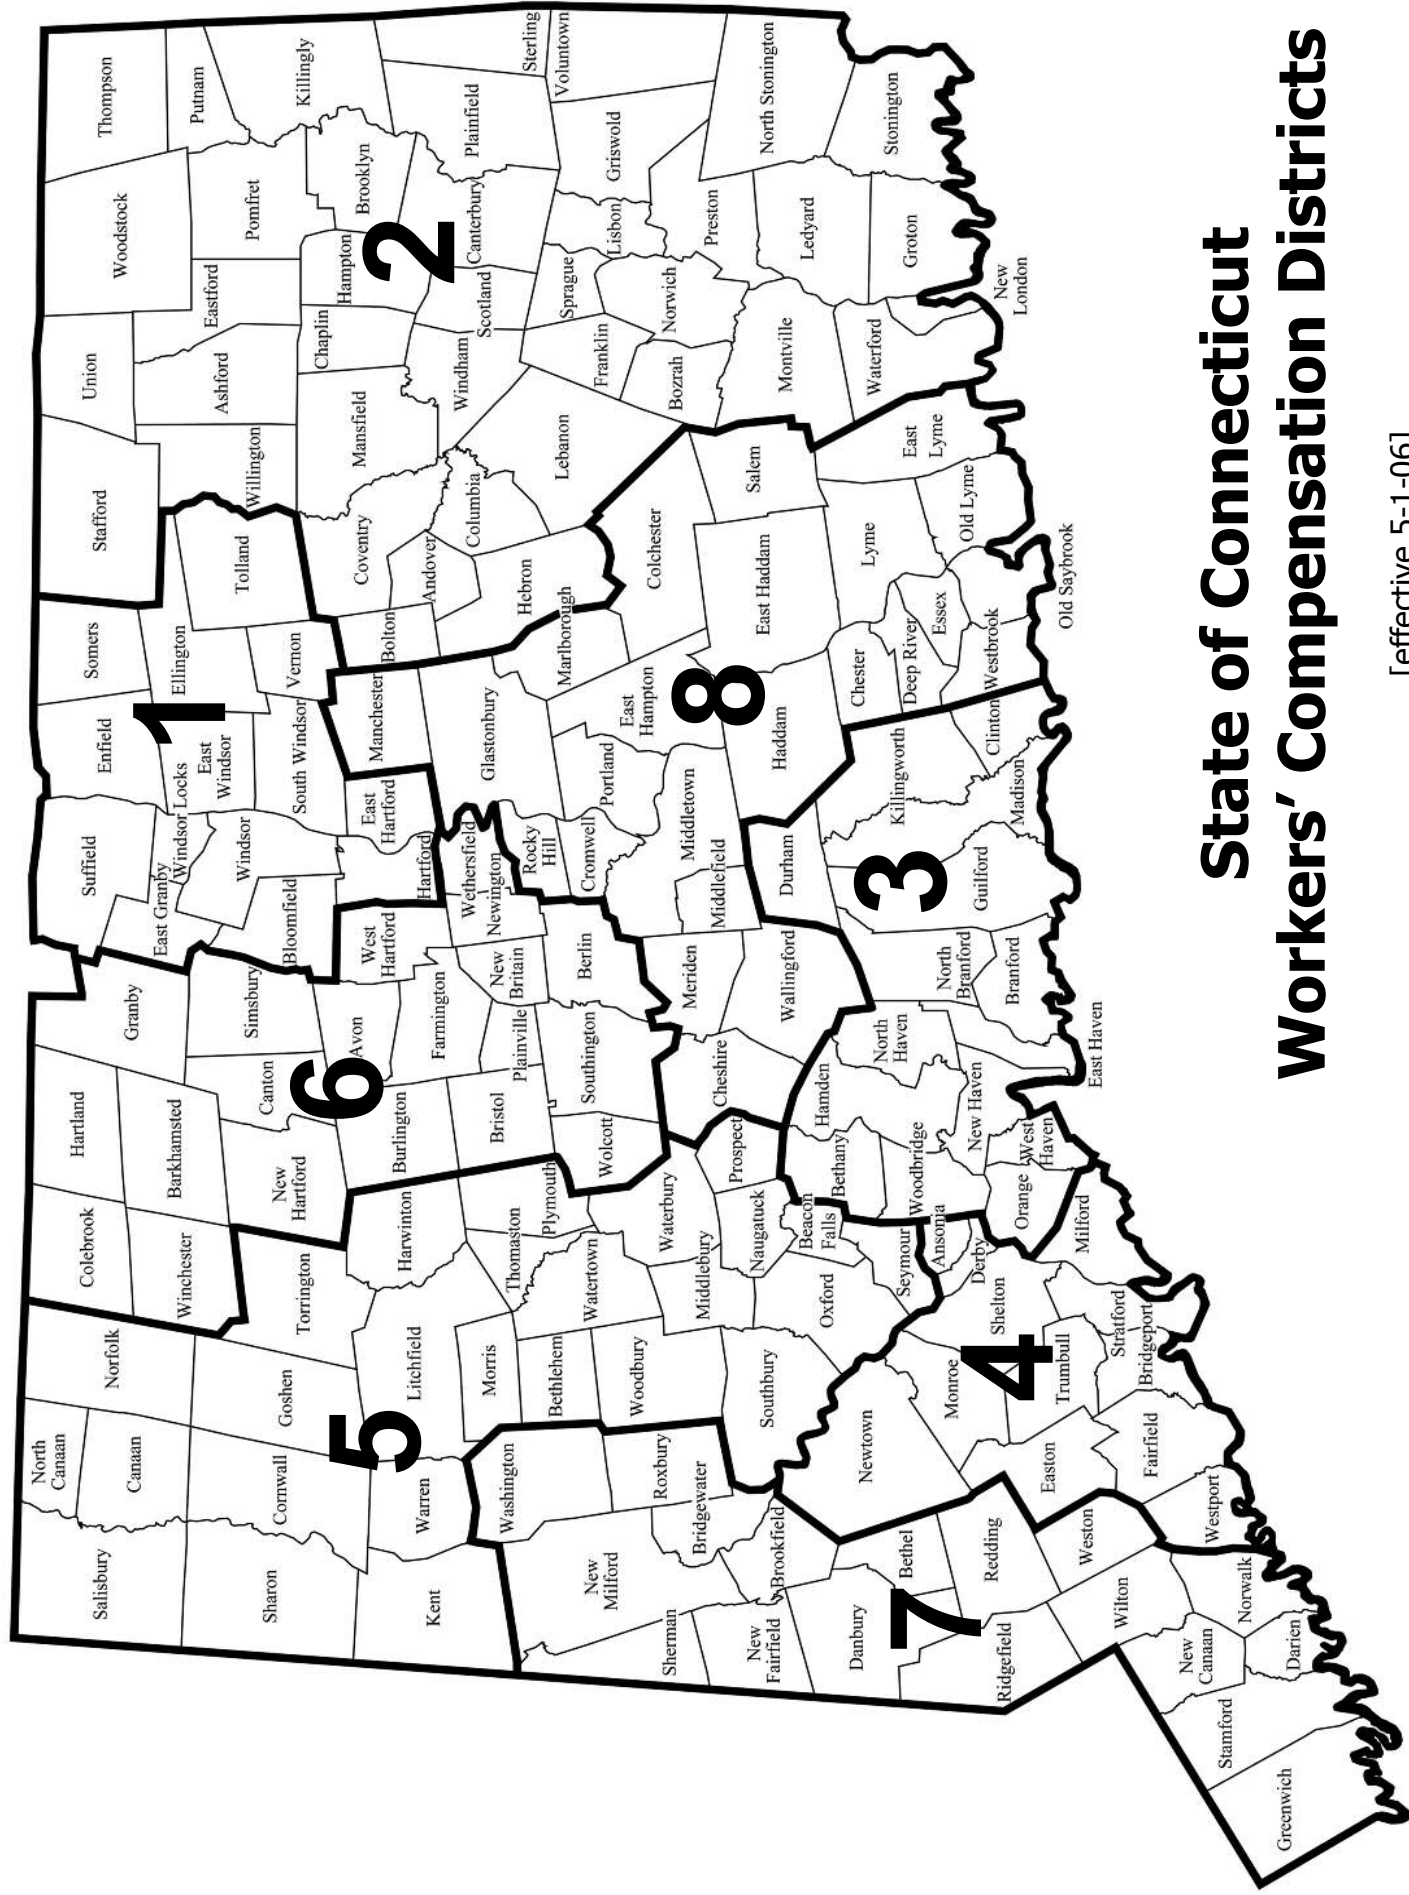 Salisbury
North
Canaan
Canaan
Norfolk
Colebrook
Hartland
Granby
Suffield
Enfield
Somers
Stafford
Union
Woodstock
Thompson
Winchester
Barkhamsted
East Granby
Windsor Locks
East
Windsor
1
Ellington
Willington
Ashford
Eastford
Pomfret
Putnam
Sharon
Cornwall
Goshen
Torrington
New
Hartford
Canton
Simsbury
Bloomfield
Windsor
South Windsor
Vernon
Tolland
Killingly
Kent
Warren
5
Litchfield
Harwinton
Burlington
6
Avon
West
Hartford
Hartford
East
Hartford
Manchester
Bolton
Coventry
Andover
Mansfield
Chaplin
Hampton
2
Brooklyn
Washington
Morris
Thomaston
Plymouth
Bristol
Farmington
Plainville
New
Britain
Newington
Wethersfield
Glastonbury
Hebron
Columbia
Windham
Scotland
Canterbury
Plainfield
Sterling
New
Milford
Bridgewater
Roxbury
Bethlehem
Woodbury
Watertown
Wolcott
Southington
Berlin
Rocky
Hill
Cromwell
Portland
Marlborough
Lebanon
Franklin
Sprague
Lisbon
Griswold
Voluntown
Sherman
Middlebury
Waterbury
Cheshire
Meriden
Middlefield
Middletown
East
Hampton
Colchester
Bozrah
Norwich
Preston
New
Fairfield
Brookfield
Southbury
Naugatuck
Prospect
Wallingford
Durham
Haddam
8
East Haddam
Salem
Montville
Ledyard
North Stonington
Danbury
Bethel
Newtown
Oxford
Seymour
Beacon
Falls
Bethany
Hamden
North
Haven
3
Killingworth
Chester
Deep River
Essex
Lyme
East
Lyme
Waterford
Groton
Stonington
7
Ridgefield
Redding
Monroe
4
Shelton
Derby
Ansonia
Woodbridge
New Haven
North
Branford
Branford
Guilford
Madison
Clinton
Westbrook
Old Lyme
New
London
Wilton
Weston
Easton
Trumbull
Stratford
Bridgeport
Milford
Orange
West
Haven
East Haven
Old Saybrook
New
Canaan
Norwalk
Westport
Fairfield
Stamford
Darien
Greenwich
State of Connecticut
Workers’ Compensation Districts
[effective 5-1-06]